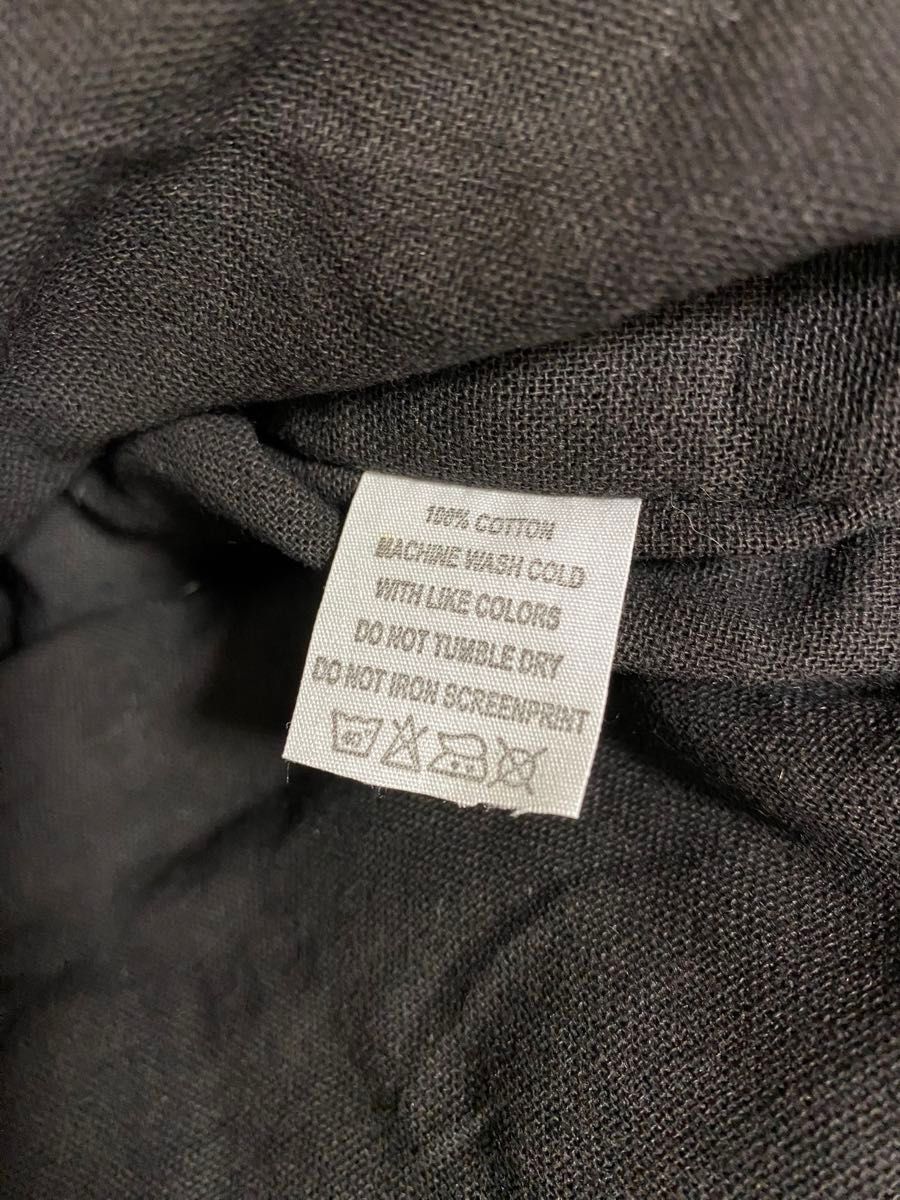 100% COTTON
MACHINE WASH COLD
WITH LIKE COLORS
DO NOT TUMBLE DRY
DO NOT IRON SCREENPRINT